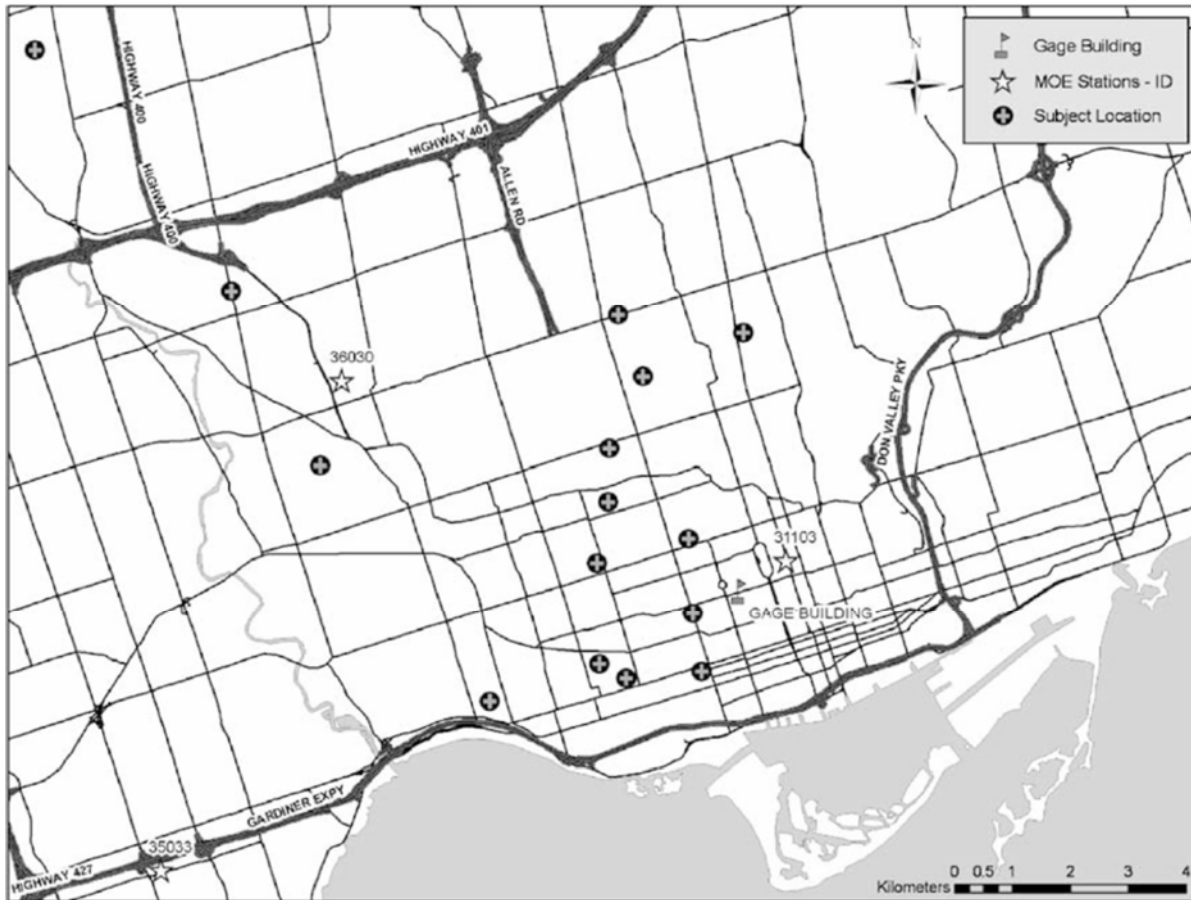 N
Gage Building
MOE Stations - ID
Subject Location
HIGHWAY 400
HIGHWAY 401
HIGHWAY 400
ALLEN RD
36030
DON VALLEY PKY
31103
GAGE BUILDING
GARDINER EXPY
35033
HIGHWAY 427
0 0.5 1 2 3 4
Kilometers